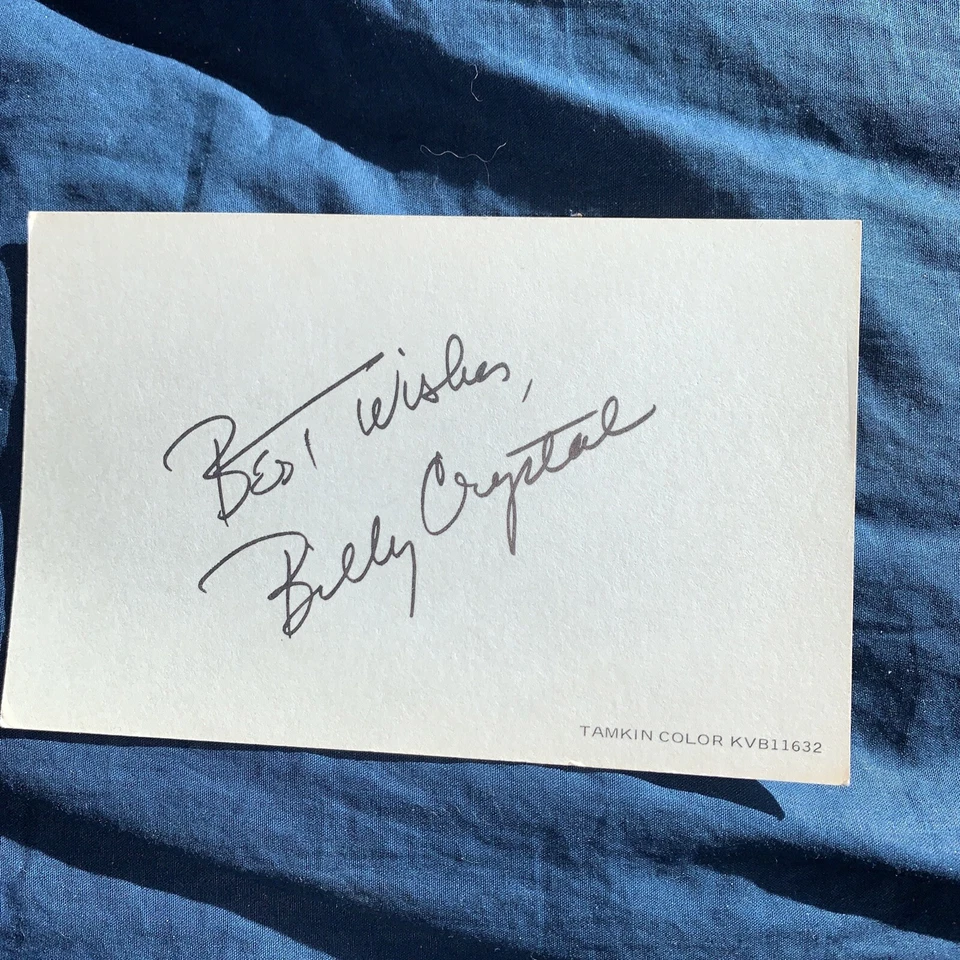 Best Wishes,
Billy Crystal
TAMKIN COLOR KVB11632